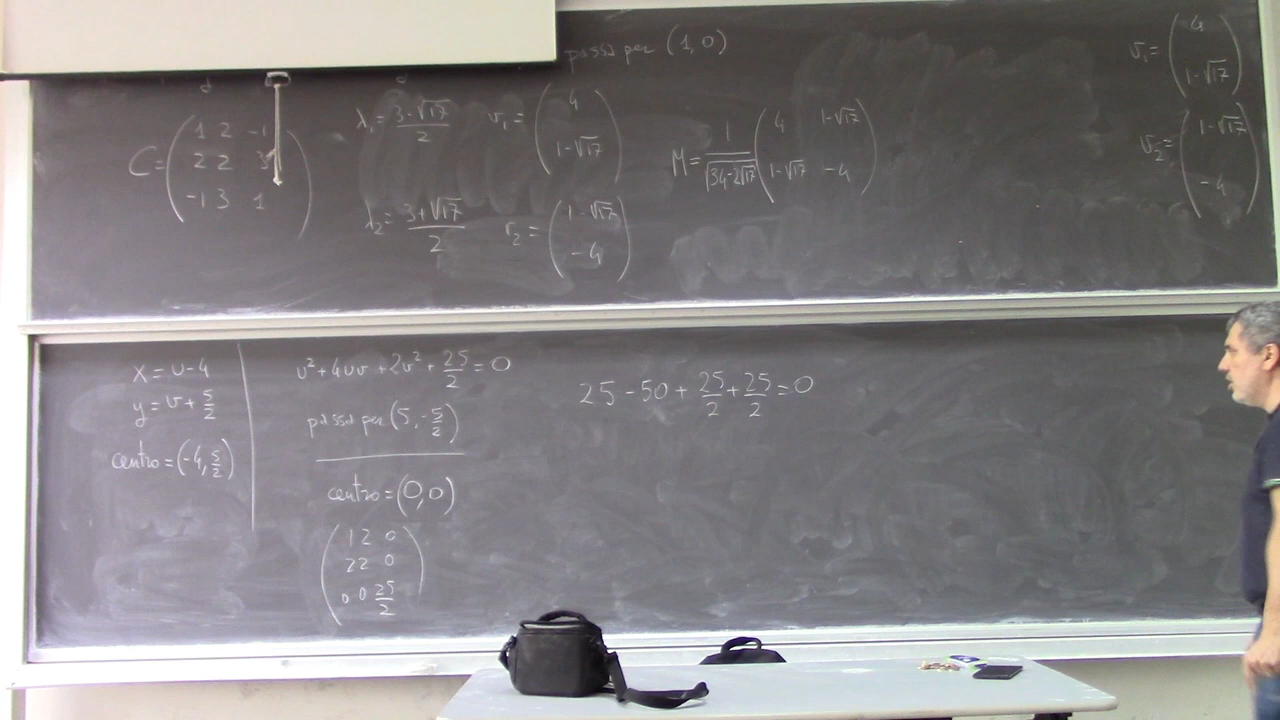 passa per (1,0)
C = ( 1 2 -1
2 2 3
-1 3 1 )
λ₁ = (3-√17)/2
v₁ = ( 4
1-√17 )
λ₂ = (3+√17)/2
v₂ = ( 1-√17
-4 )
M = 1/√(34-2√17) ( 4 1-√17
1-√17 -4 )
v₁ = ( 4
1-√17 )
v₂ = ( 1-√17
-4 )
x = u-4
y = v+5/2
centro = (-4, 5/2)
u²+4uv+2v²+25/2=0
passa per (5, -5/2)
centro = (0,0)
( 1 2 0
2 2 0
0 0 25/2 )
25-50+25/2+25/2=0